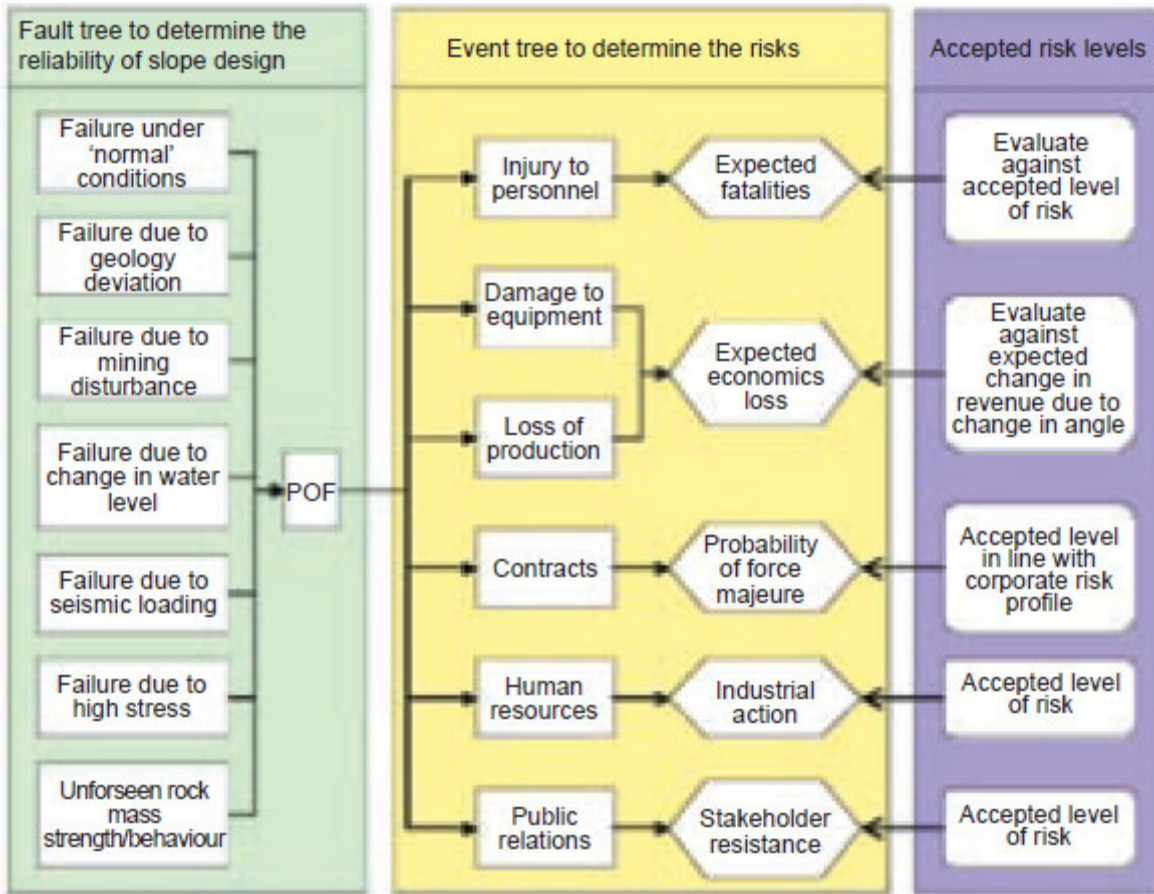 Fault tree to determine the
reliability of slope design
Failure under
‘normal’
conditions
Failure due to
geology
deviation
Failure due to
mining
disturbance
Failure due to
change in water
level
Failure due to
seismic loading
Failure due to
high stress
Unforseen rock
mass
strength/behaviour
POF
Event tree to determine the risks
Injury to
personnel
Expected
fatalities
Damage to
equipment
Loss of
production
Expected
economics
loss
Contracts
Probability
of force
majeure
Human
resources
Industrial
action
Public
relations
Stakeholder
resistance
Accepted risk levels
Evaluate
against
accepted level
of risk
Evaluate
against
expected
change in
revenue due to
change in angle
Accepted level
in line with
corporate risk
profile
Accepted level
of risk
Accepted level
of risk